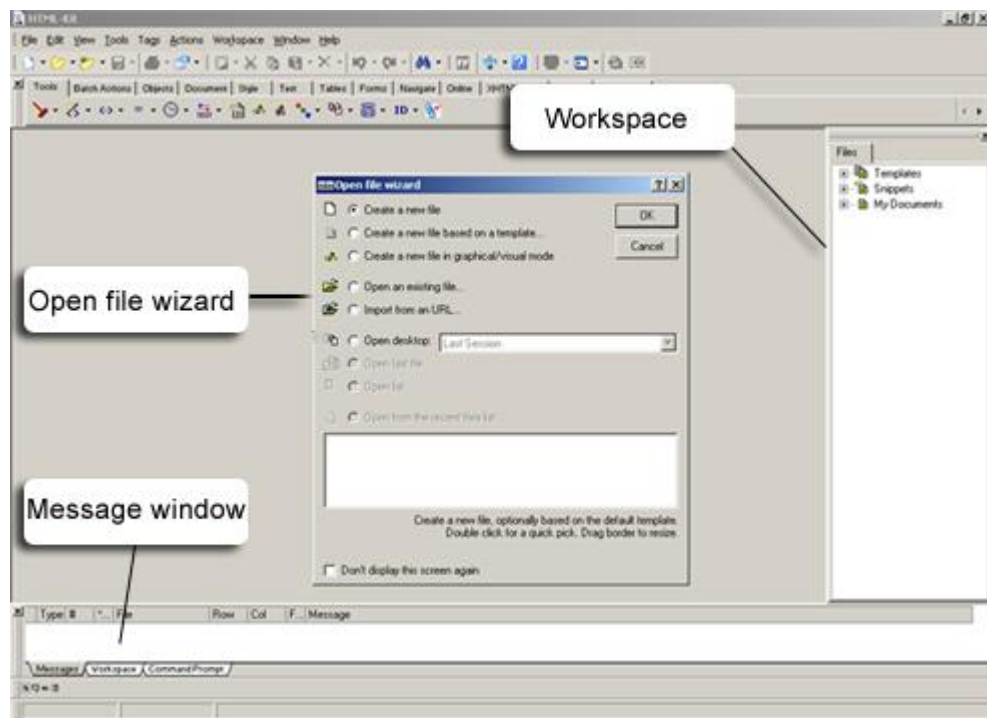 HTML-Kit
File Edit View Tools Tags Actions Workspace Window Help
Tools Batch Actions Objects Document Style Text Tables Forms Navigate Online
ID
Workspace
Files
Templates
Snippets
My Documents
Open file wizard
Create a new file
OK
Create a new file based on a template...
Cancel
Create a new file in graphical/visual mode
Open an existing file...
Open file wizard
Import from an URL...
Open desktop: Last Session
Open last file
Open list
Open from the recent files list
Message window
Create a new file, optionally based on the default template.
Double click for a quick pick. Drag border to resize.
Don't display this screen again
Type # File Row Col F... Message
Messages Workspace Command Prompt